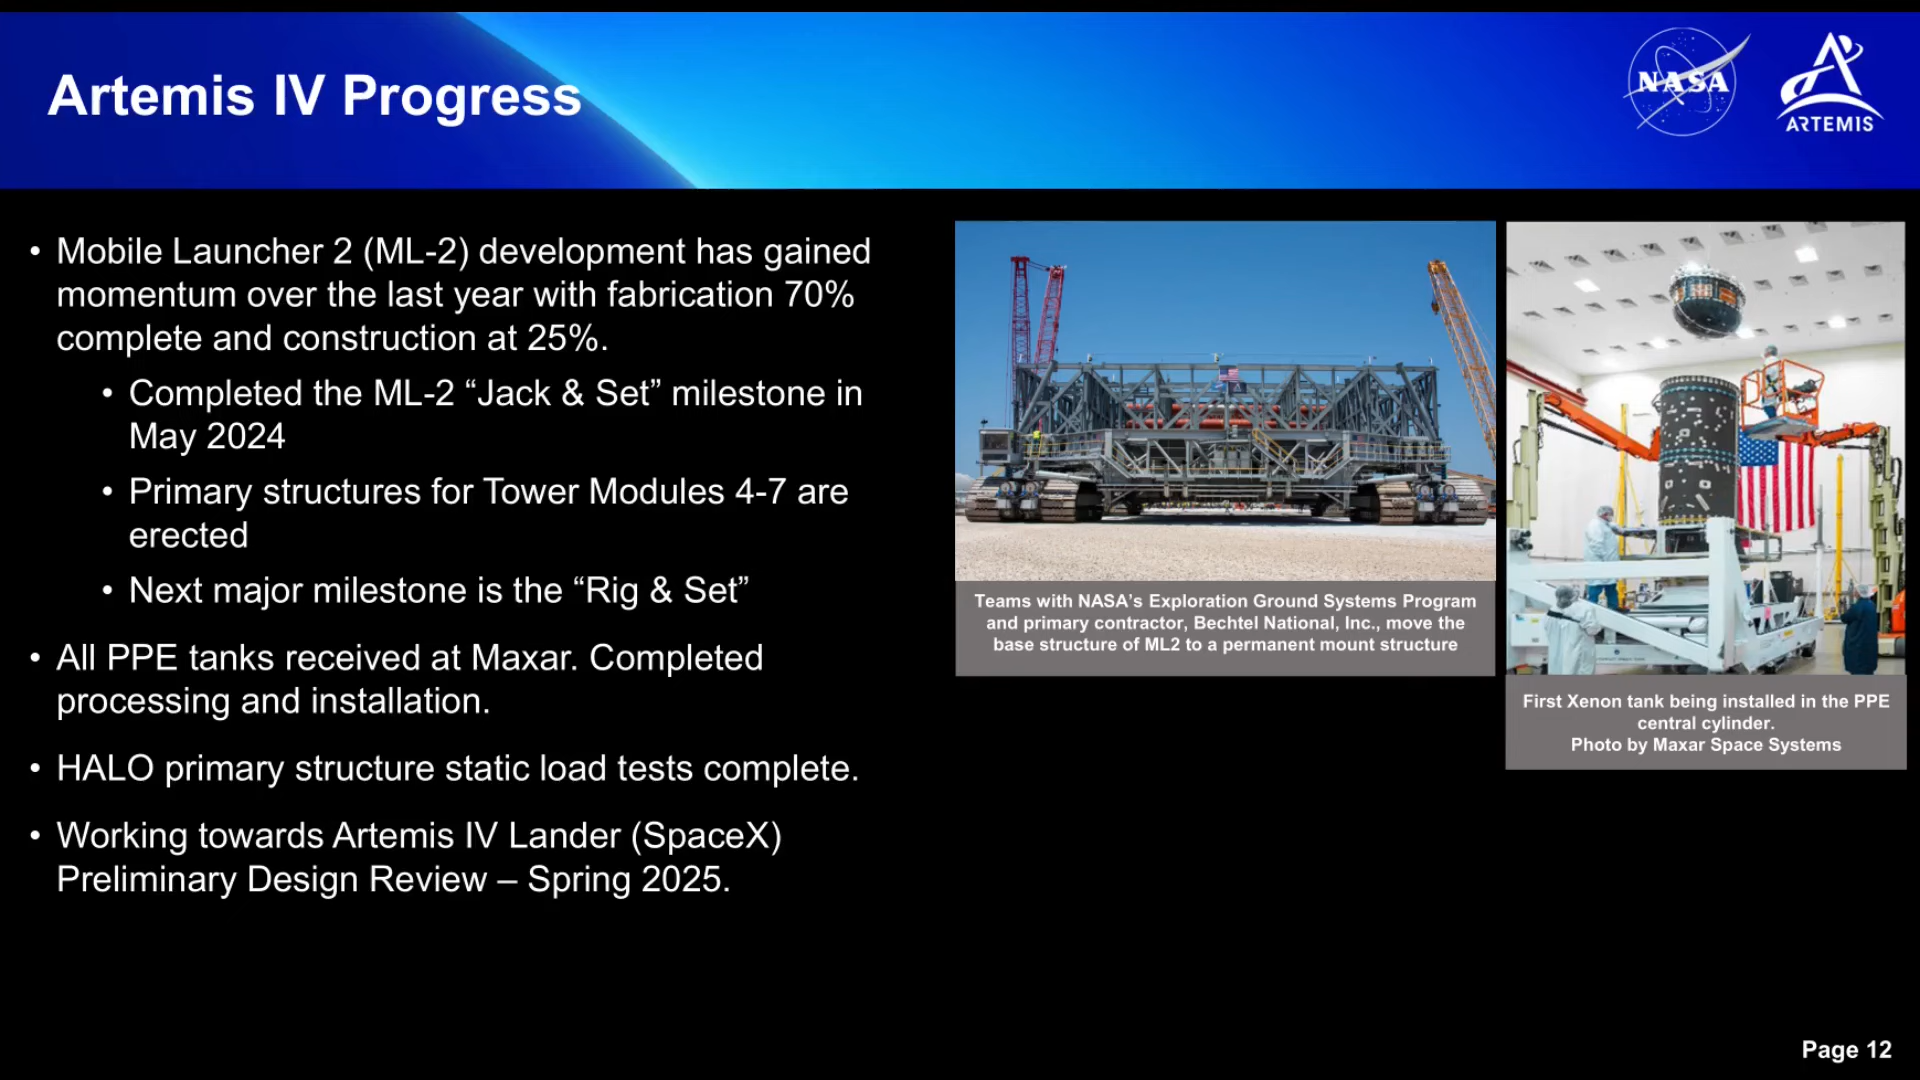 Artemis IV Progress
NASA
ARTEMIS
• Mobile Launcher 2 (ML-2) development has gained
momentum over the last year with fabrication 70%
complete and construction at 25%.
• Completed the ML-2 “Jack & Set” milestone in
May 2024
• Primary structures for Tower Modules 4-7 are
erected
• Next major milestone is the “Rig & Set”
• All PPE tanks received at Maxar. Completed
processing and installation.
• HALO primary structure static load tests complete.
• Working towards Artemis IV Lander (SpaceX)
Preliminary Design Review – Spring 2025.
Teams with NASA’s Exploration Ground Systems Program
and primary contractor, Bechtel National, Inc., move the
base structure of ML2 to a permanent mount structure
First Xenon tank being installed in the PPE
central cylinder.
Photo by Maxar Space Systems
Page 12